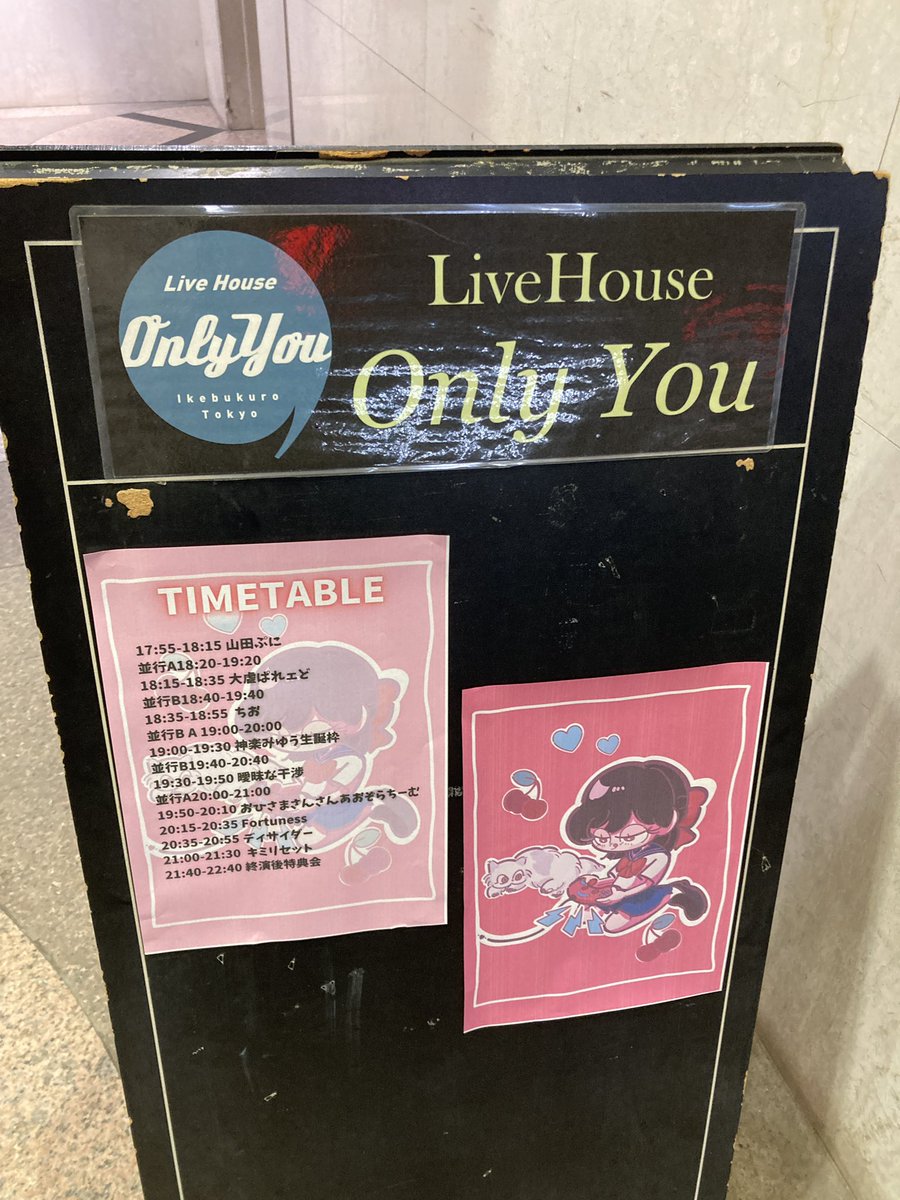 Live House
OnlyYou
Ikebukuro
Tokyo
LiveHouse
Only You
TIMETABLE
17:55-18:15 山田ぷに
並行A18:20-19:20
18:15-18:35 大虐ぱれェど
並行B18:40-19:40
18:35-18:55 ちお
並行B A 19:00-20:00
19:00-19:30 神楽みゆう生誕枠
並行B19:40-20:40
19:30-19:50 曖昧な干渉
並行A20:00-21:00
19:50-20:10 おひさまさんさんあおぞらちーむ
20:15-20:35 Fortuness
20:35-20:55 ディサイダー
21:00-21:30 キミリセット
21:40-22:40 終演後特典会